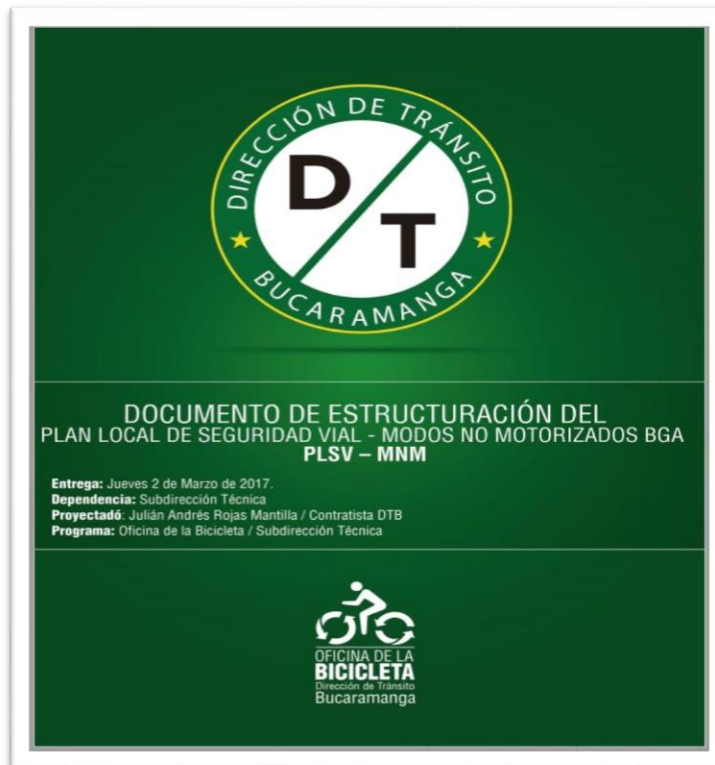 DIRECCIÓN DE TRÁNSITO
D/T
BUCARAMANGA
DOCUMENTO DE ESTRUCTURACIÓN DEL
PLAN LOCAL DE SEGURIDAD VIAL - MODOS NO MOTORIZADOS BGA
PLSV – MNM
Entrega: Jueves 2 de Marzo de 2017.
Dependencia: Subdirección Técnica
Proyectadó: Julián Andrés Rojas Mantilla / Contratista DTB
Programa: Oficina de la Bicicleta / Subdirección Técnica
OFICINA DE LA
BICICLETA
Dirección de Tránsito
Bucaramanga